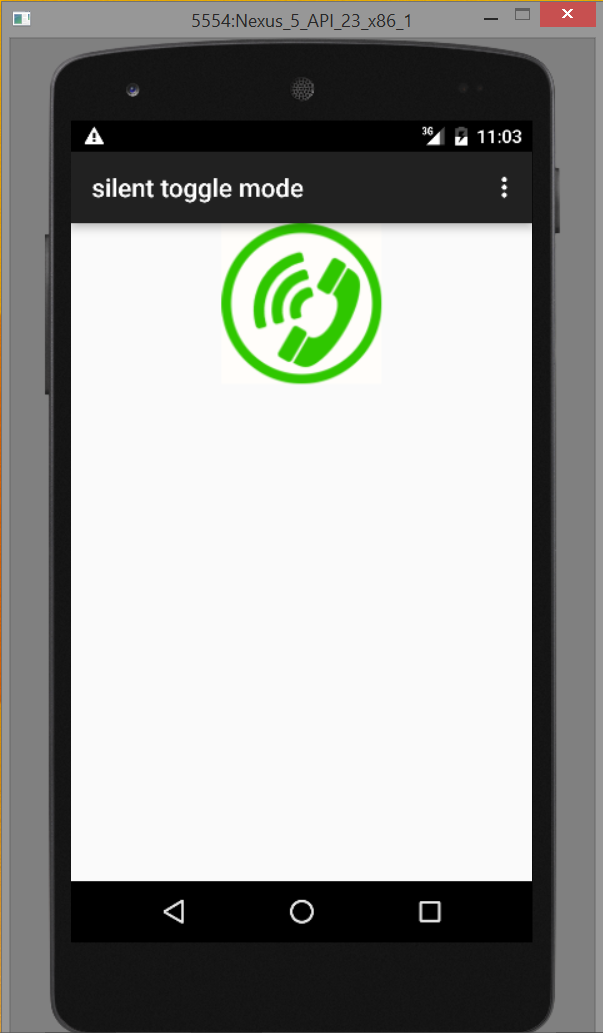 5554:Nexus_5_API_23_x86_1
3G 11:03
silent toggle mode